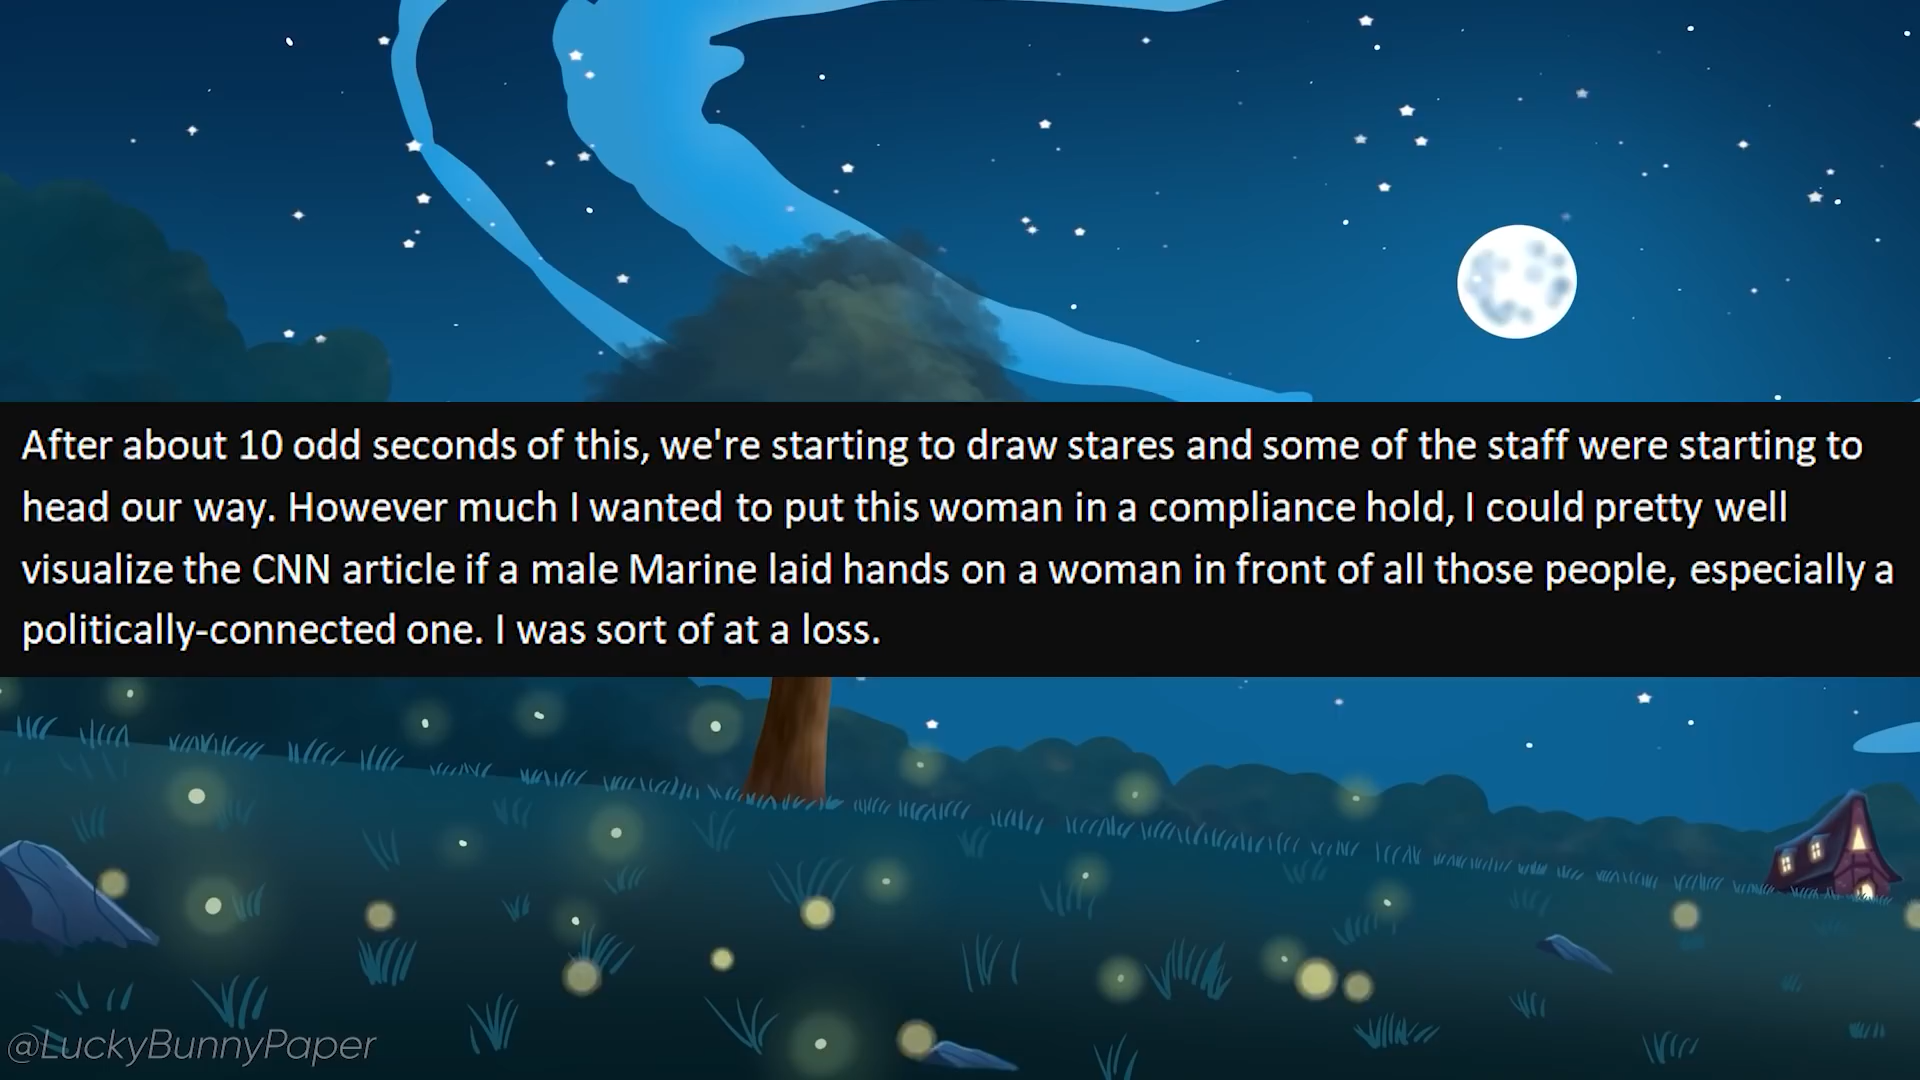 After about 10 odd seconds of this, we're starting to draw stares and some of the staff were starting to
head our way. However much I wanted to put this woman in a compliance hold, I could pretty well
visualize the CNN article if a male Marine laid hands on a woman in front of all those people, especially a
politically-connected one. I was sort of at a loss.
@LuckyBunnyPaper